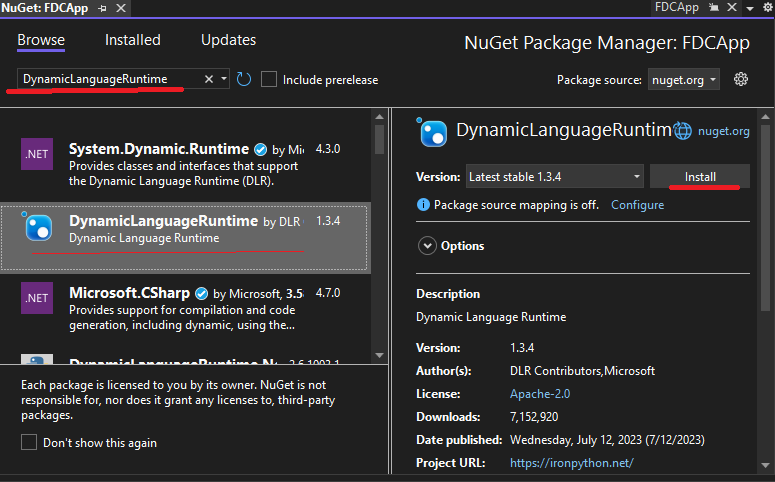 NuGet: FDCApp
FDCApp
Browse
Installed
Updates
NuGet Package Manager: FDCApp
DynamicLanguageRuntime
Include prerelease
Package source: nuget.org
.NET
System.Dynamic.Runtime by Mi 4.3.0
Provides classes and interfaces that support
the Dynamic Language Runtime (DLR).
DynamicLanguageRuntime by DLR 1.3.4
Dynamic Language Runtime
.NET
Microsoft.CSharp by Microsoft, 3.5 4.7.0
Provides support for compilation and code
generation, including dynamic, using the...
Each package is licensed to you by its owner. NuGet is not
responsible for, nor does it grant any licenses to, third-party
packages.
Don't show this again
DynamicLanguageRuntim nuget.org
Version: Latest stable 1.3.4 Install
Package source mapping is off. Configure
Options
Description
Dynamic Language Runtime
Version: 1.3.4
Author(s): DLR Contributors,Microsoft
License: Apache-2.0
Downloads: 7,152,920
Date published: Wednesday, July 12, 2023 (7/12/2023)
Project URL: https://ironpython.net/